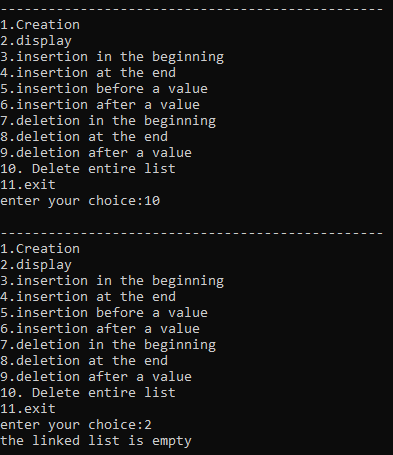 ------------------------------------------------
1.Creation
2.display
3.insertion in the beginning
4.insertion at the end
5.insertion before a value
6.insertion after a value
7.deletion in the beginning
8.deletion at the end
9.deletion after a value
10. Delete entire list
11.exit
enter your choice:10
------------------------------------------------
1.Creation
2.display
3.insertion in the beginning
4.insertion at the end
5.insertion before a value
6.insertion after a value
7.deletion in the beginning
8.deletion at the end
9.deletion after a value
10. Delete entire list
11.exit
enter your choice:2
the linked list is empty